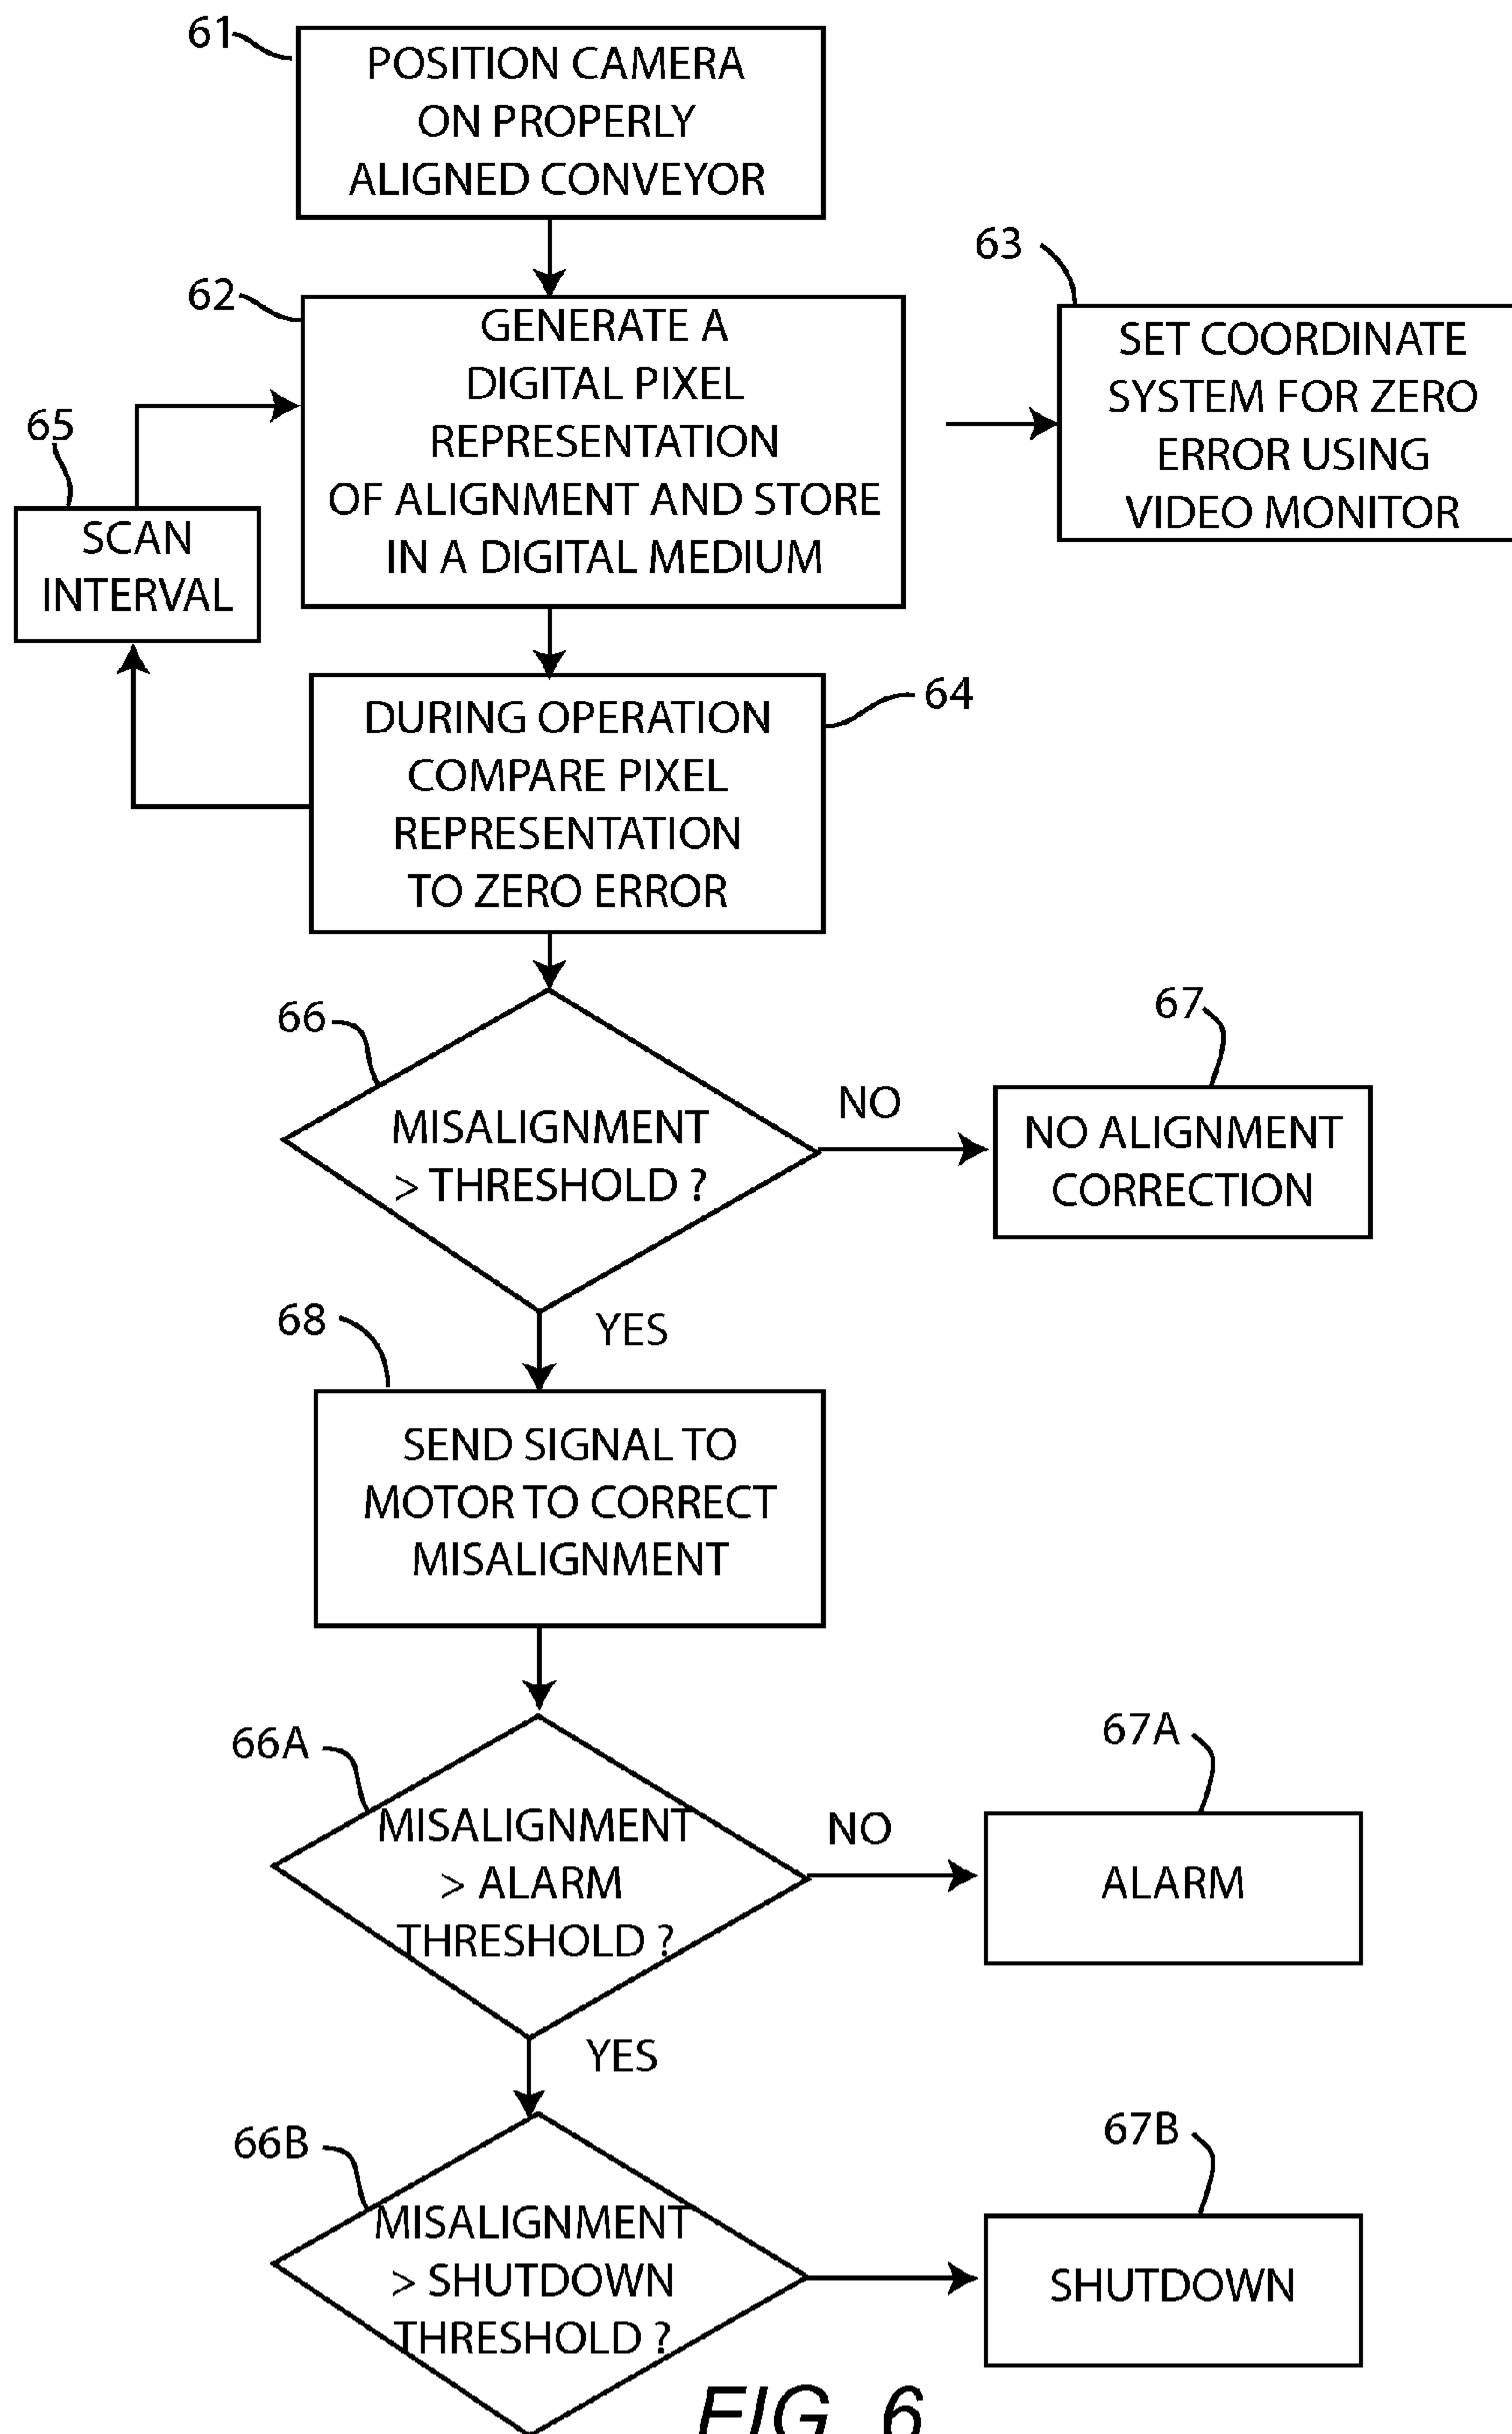 61
POSITION CAMERA
ON PROPERLY
ALIGNED CONVEYOR
62
GENERATE A
DIGITAL PIXEL
REPRESENTATION
OF ALIGNMENT AND STORE
IN A DIGITAL MEDIUM
63
SET COORDINATE
SYSTEM FOR ZERO
ERROR USING
VIDEO MONITOR
65
SCAN
INTERVAL
64
DURING OPERATION
COMPARE PIXEL
REPRESENTATION
TO ZERO ERROR
66
MISALIGNMENT
> THRESHOLD ?
NO
67
NO ALIGNMENT
CORRECTION
YES
68
SEND SIGNAL TO
MOTOR TO CORRECT
MISALIGNMENT
66A
MISALIGNMENT
> ALARM
THRESHOLD ?
NO
67A
ALARM
YES
66B
MISALIGNMENT
> SHUTDOWN
THRESHOLD ?
67B
SHUTDOWN
FIG. 6